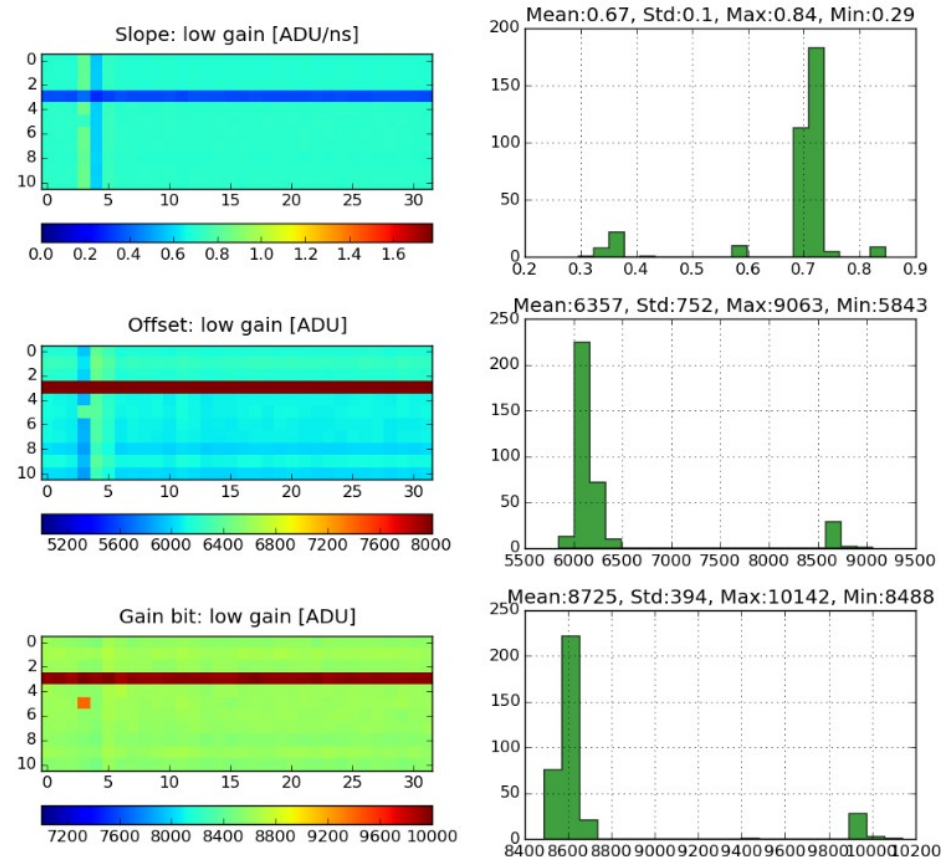 Slope: low gain [ADU/ns]
0
2
4
6
8
10
0 5 10 15 20 25 30
0.0 0.2 0.4 0.6 0.8 1.0 1.2 1.4 1.6
Mean:0.67, Std:0.1, Max:0.84, Min:0.29
200
150
100
50
0
0.2 0.3 0.4 0.5 0.6 0.7 0.8 0.9
Offset: low gain [ADU]
0
2
4
6
8
10
0 5 10 15 20 25 30
5200 5600 6000 6400 6800 7200 7600 8000
Mean:6357, Std:752, Max:9063, Min:5843
250
200
150
100
50
0
5500 6000 6500 7000 7500 8000 8500 9000 9500
Gain bit: low gain [ADU]
0
2
4
6
8
10
0 5 10 15 20 25 30
7200 7600 8000 8400 8800 9200 9600 10000
Mean:8725, Std:394, Max:10142, Min:8488
250
200
150
100
50
0
8400 8600 8800 9000 9200 9400 9600 9800 10000 10200